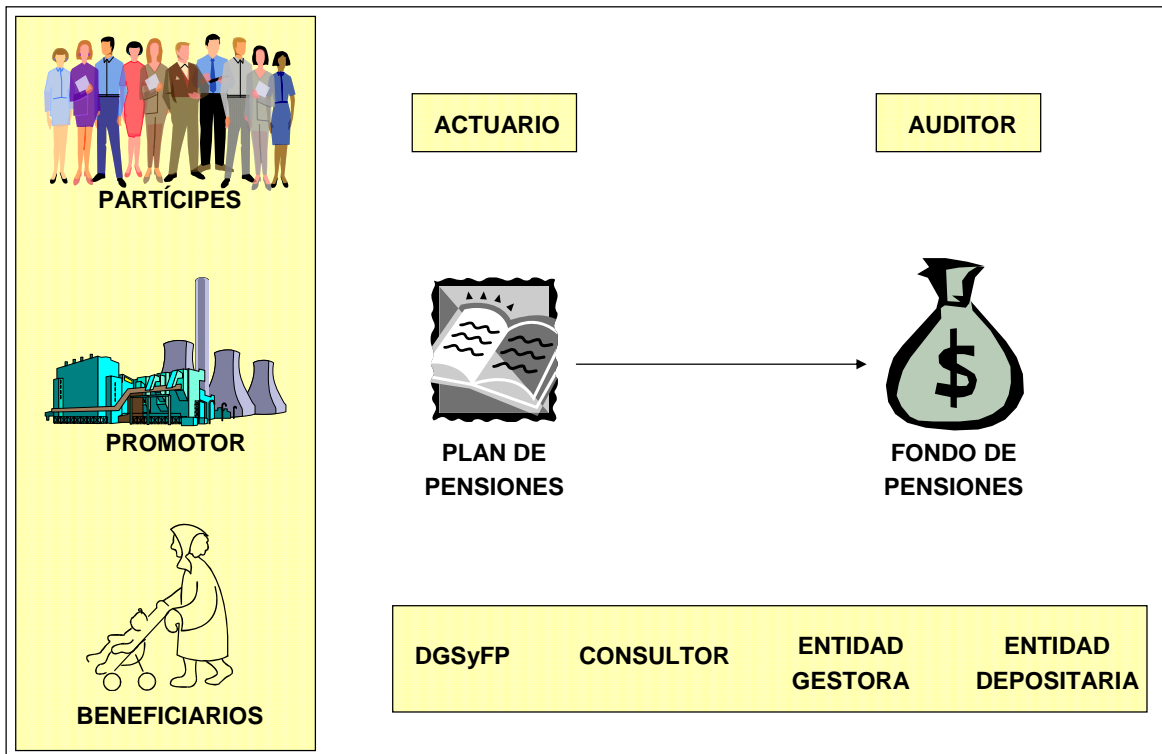 PARTÍCIPES
PROMOTOR
BENEFICIARIOS
ACTUARIO
AUDITOR
PLAN DE
PENSIONES
$
FONDO DE
PENSIONES
DGSyFP
CONSULTOR
ENTIDAD
GESTORA
ENTIDAD
DEPOSITARIA